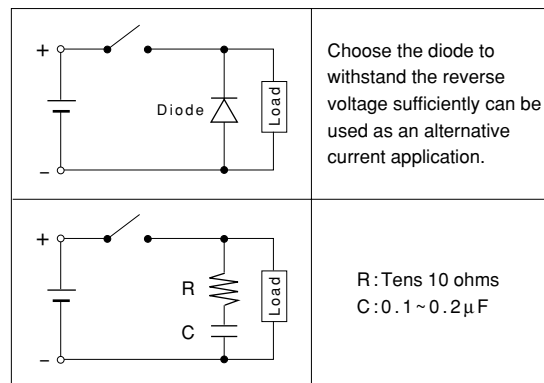 +
Diode
Load
−
Choose the diode to
withstand the reverse
voltage sufficiently can be
used as an alternative
current application.
+
R
C
Load
−
R:Tens 10 ohms
C:0.1~0.2μF